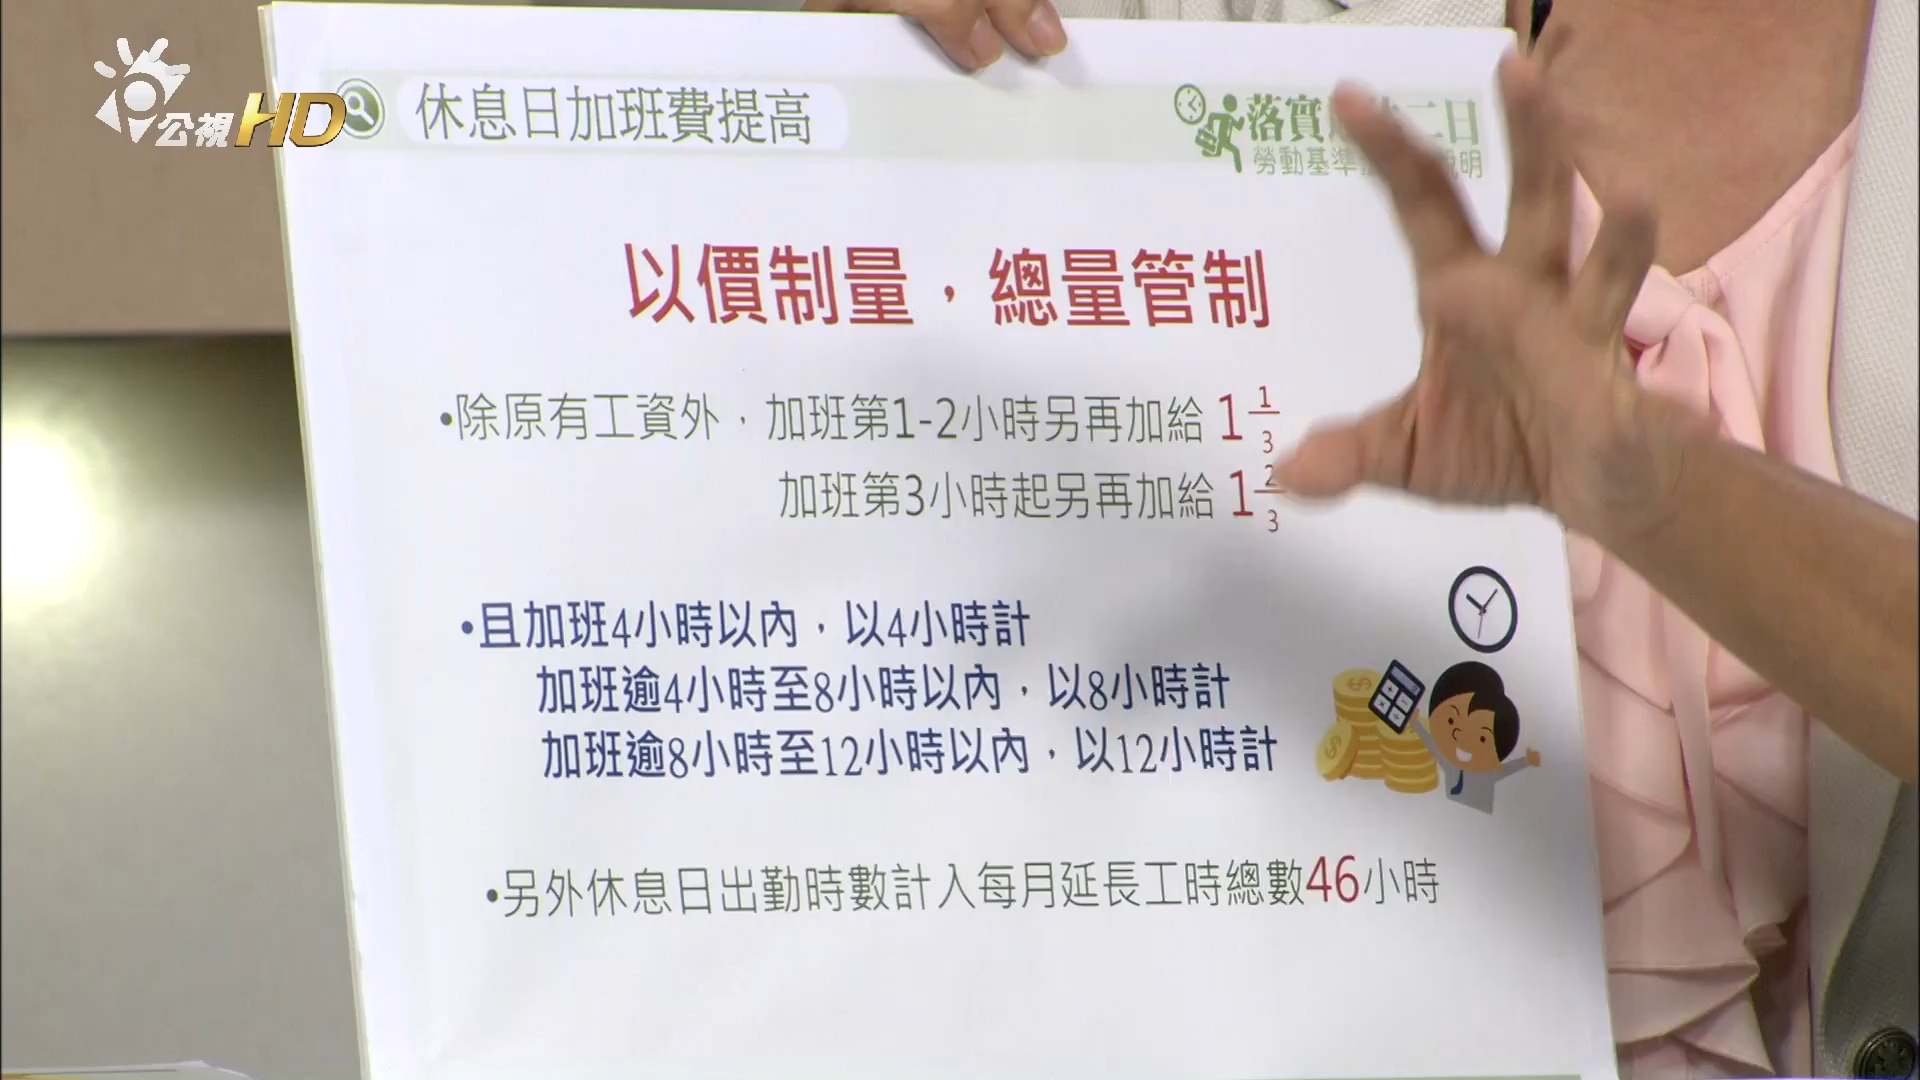 公視HD
休息日加班費提高
落實 二日
勞動基準 明
以價制量，總量管制
•除原有工資外，加班第1-2小時另再加給 1 1/3
加班第3小時起另再加給 1 2/3
•且加班4小時以內，以4小時計
加班逾4小時至8小時以內，以8小時計
加班逾8小時至12小時以內，以12小時計
•另外休息日出勤時數計入每月延長工時總數46小時